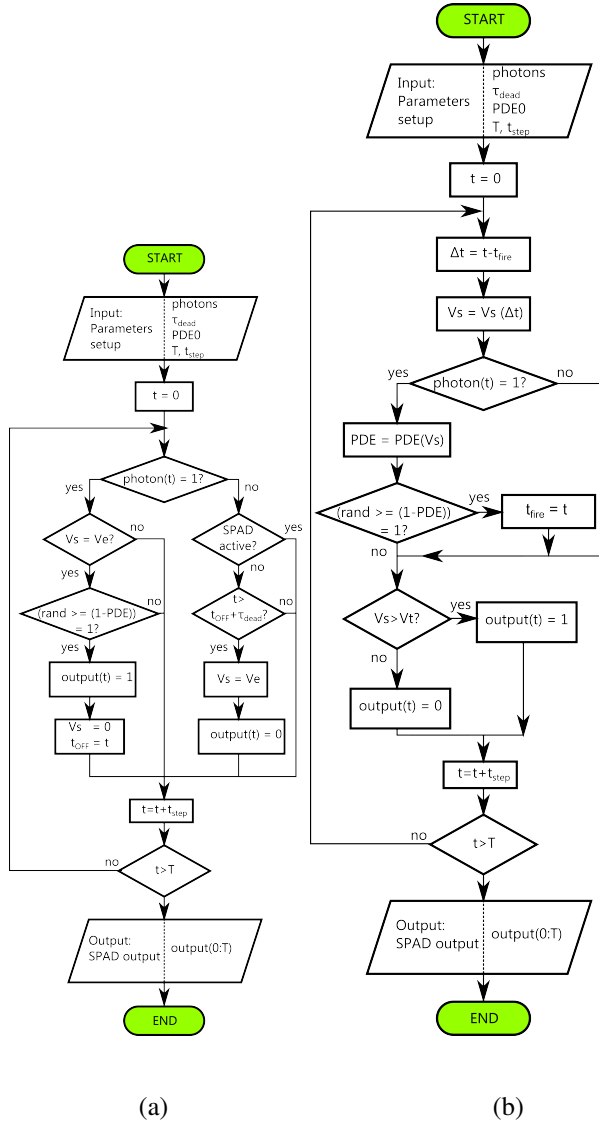 START
Input:
Parameters
setup
photons
τdead
PDE0
T, tstep
t = 0
photon(t) = 1?
yes
no
Vs = Ve?
no
yes
(rand >= (1-PDE))
= 1?
no
yes
output(t) = 1
Vs = 0
tOFF = t
SPAD
active?
yes
no
t>
tOFF+τdead?
no
yes
Vs = Ve
output(t) = 0
t=t+tstep
t>T
no
Output:
SPAD output
output(0:T)
END
(a)
START
Input:
Parameters
setup
photons
τdead
PDE0
T, tstep
t = 0
Δt = t-tfire
Vs = Vs (Δt)
photon(t) = 1?
yes
no
PDE = PDE(Vs)
(rand >= (1-PDE))
= 1?
yes
tfire = t
no
Vs>Vt?
yes
output(t) = 1
no
output(t) = 0
t=t+tstep
t>T
no
Output:
SPAD output
output(0:T)
END
(b)